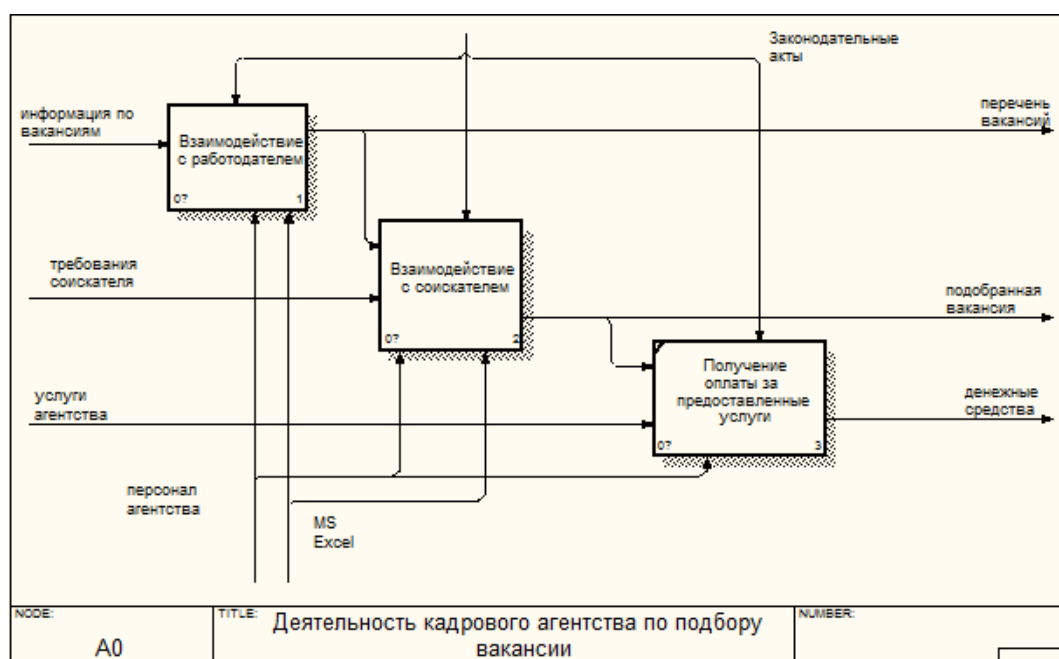 Законодательные
акты
информация по
вакансиям
перечень
вакансий
Взаимодействие
с работодателем
0?
1
требования
соискателя
Взаимодействие
с соискателем
0?
2
подобранная
вакансия
услуги
агентства
Получение
оплаты за
предоставленные
услуги
0?
3
денежные
средства
персонал
агентства
MS
Excel
NODE:
A0
TITLE:
Деятельность кадрового агентства по подбору
вакансии
NUMBER: